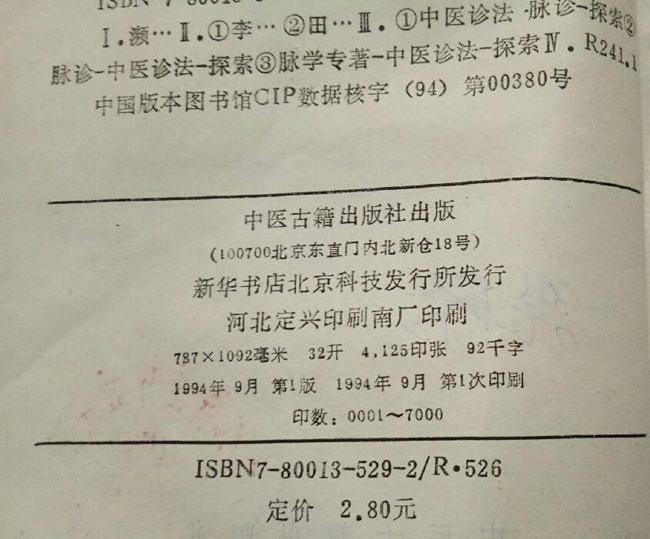 ISBN 7-80013-5
Ⅰ.濒… Ⅱ.①李… ②田… Ⅲ. ①中医诊法-脉诊-探索②
脉诊-中医诊法-探索③脉学专著-中医诊法-探索Ⅳ. R241.1
中国版本图书馆CIP数据核字 (94) 第00380号
中医古籍出版社出版
(100700北京东直门内北新仓18号)
新华书店北京科技发行所发行
河北定兴印刷南厂印刷
787×1092毫米 32开 4,125印张 92千字
1994年 9月 第1版 1994年 9月 第1次印刷
印数: 0001～7000
ISBN7-80013-529-2/R·526
定价 2.80元